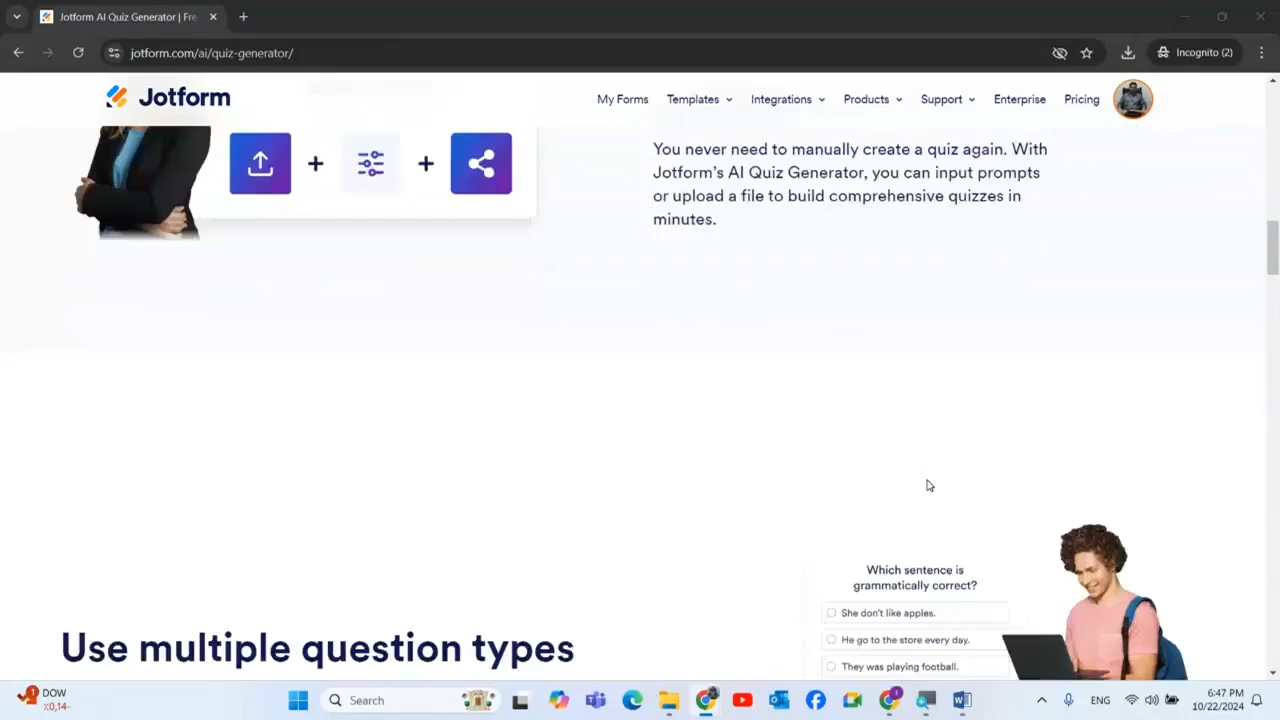 Jotform AI Quiz Generator | Fre
jotform.com/ai/quiz-generator/
Incognito (2)
Jotform
My Forms Templates Integrations Products Support Enterprise Pricing
You never need to manually create a quiz again. With
Jotform's AI Quiz Generator, you can input prompts
or upload a file to build comprehensive quizzes in
minutes.
Which sentence is
grammatically correct?
She don't like apples.
He go to the store every day.
They was playing football.
Use multiple question types
1
DOW
%0,14-
Search
ENG
6:47 PM
10/22/2024